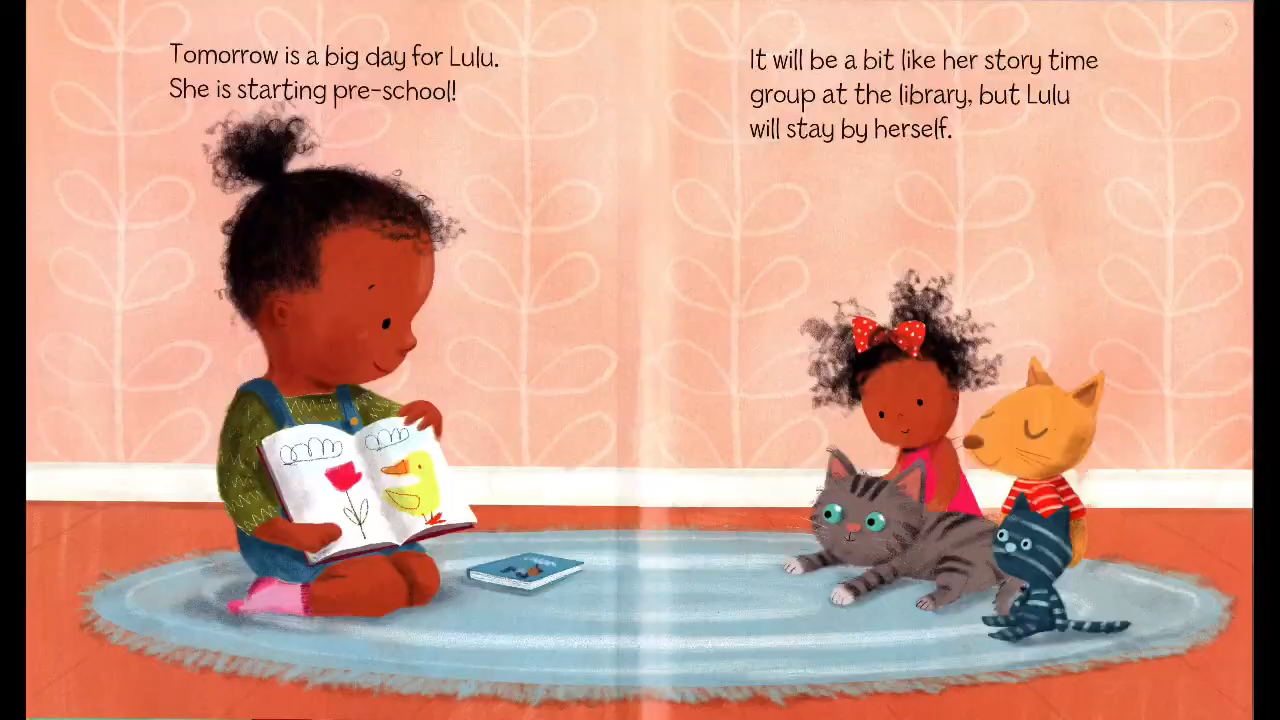 Tomorrow is a big day for Lulu.
She is starting pre-school!
It will be a bit like her story time
group at the library, but Lulu
will stay by herself.